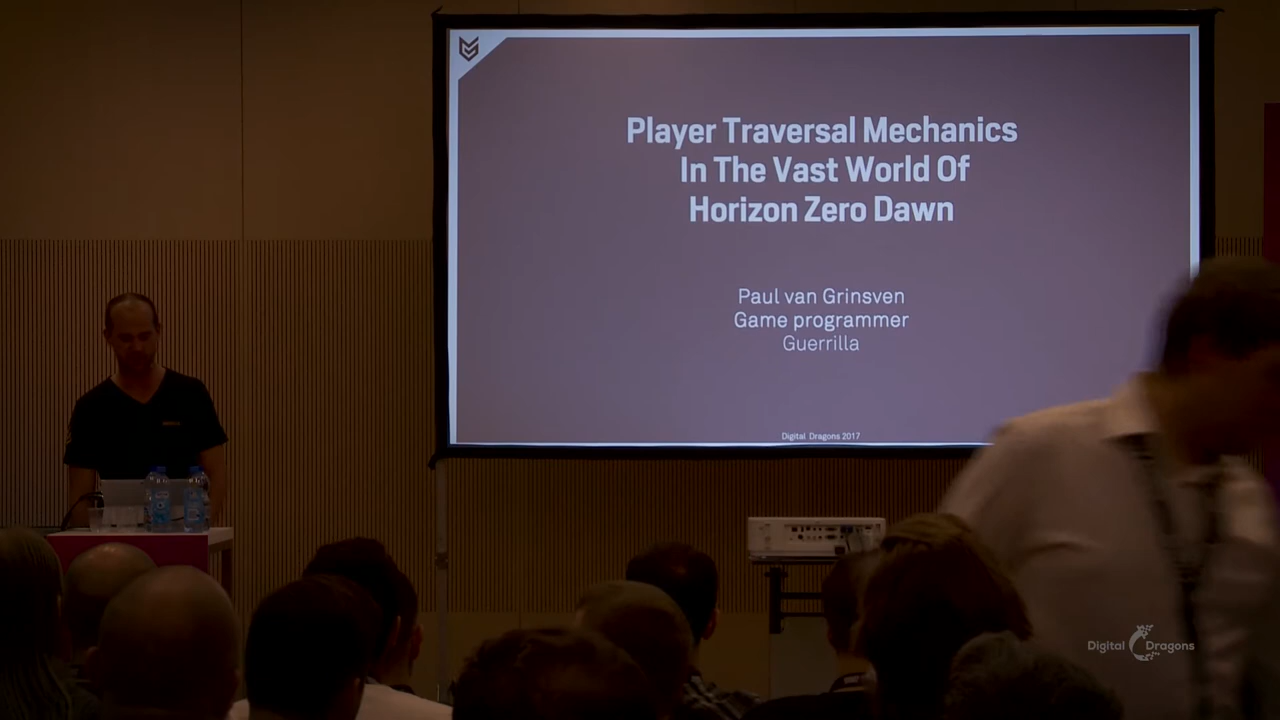 Player Traversal Mechanics
In The Vast World Of
Horizon Zero Dawn
Paul van Grinsven
Game programmer
Guerrilla
Digital Dragons 2017
Digital Dragons